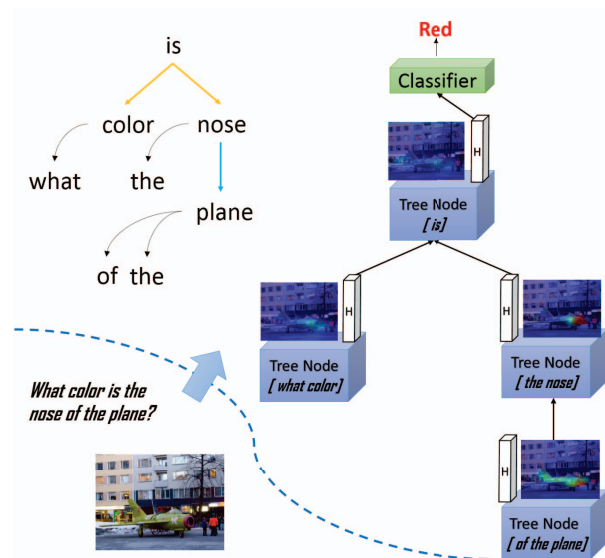 is
color nose
what the
plane
of the
What color is the
nose of the plane?
Red
Classifier
H
Tree Node
[ is]
H
Tree Node
[ what color]
H
Tree Node
[ the nose]
H
Tree Node
[ of the plane]